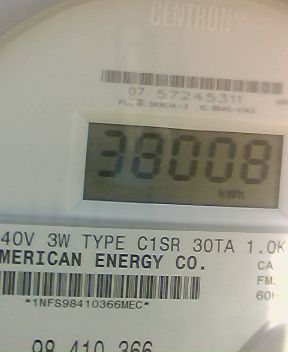 CENTRON
07 57245311
38008
kWh
40V 3W TYPE C1SR 30TA 1.0K
MERICAN ENERGY CO.
CA
FM.
60H
*1NFS98410366MEC*
98 410 366